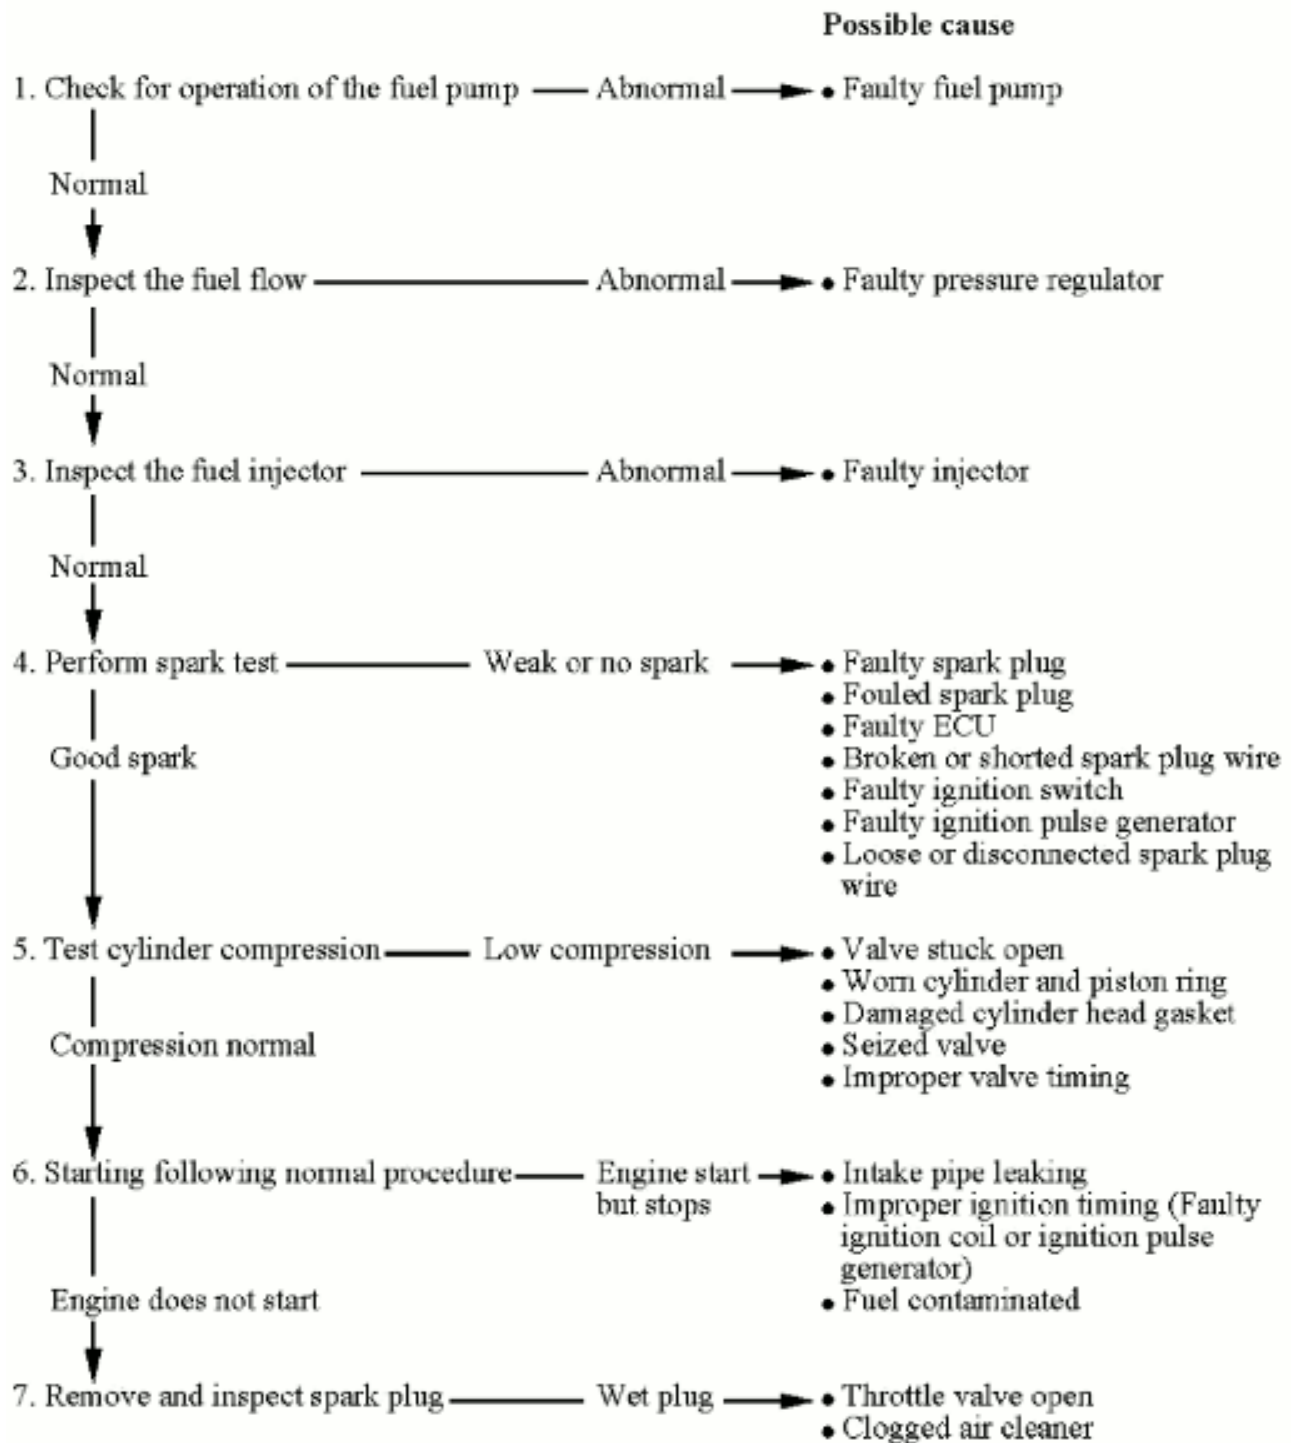 Possible cause
1. Check for operation of the fuel pump Abnormal • Faulty fuel pump
Normal
2. Inspect the fuel flow Abnormal • Faulty pressure regulator
Normal
3. Inspect the fuel injector Abnormal • Faulty injector
Normal
4. Perform spark test Weak or no spark • Faulty spark plug
• Fouled spark plug
• Faulty ECU
Good spark • Broken or shorted spark plug wire
• Faulty ignition switch
• Faulty ignition pulse generator
• Loose or disconnected spark plug
wire
5. Test cylinder compression Low compression • Valve stuck open
• Worn cylinder and piston ring
• Damaged cylinder head gasket
Compression normal • Seized valve
• Improper valve timing
6. Starting following normal procedure Engine start • Intake pipe leaking
but stops • Improper ignition timing (Faulty
ignition coil or ignition pulse
generator)
Engine does not start • Fuel contaminated
7. Remove and inspect spark plug Wet plug • Throttle valve open
• Clogged air cleaner